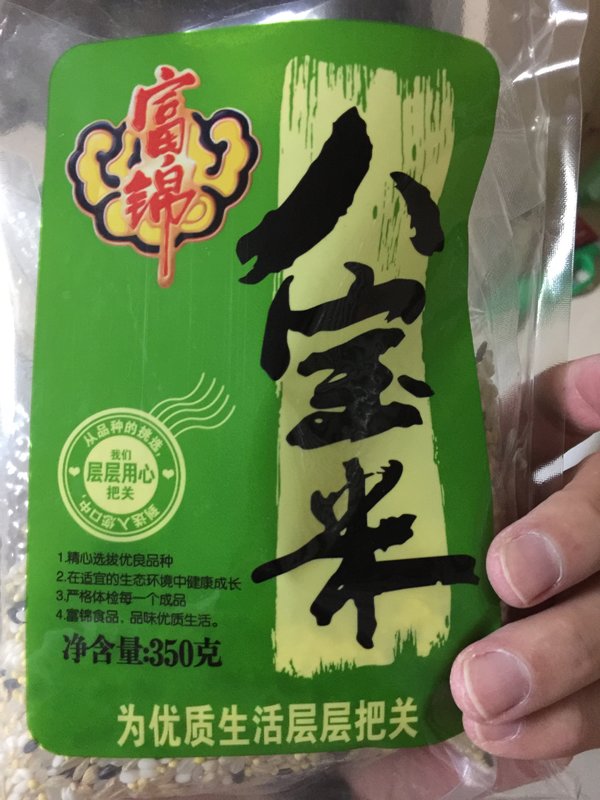 富锦
八宝米
从品种的挑选,
我们
层层用心
把关
到送入您口中,
1.精心选拔优良品种
2.在适宜的生态环境中健康成长
3.严格体检每一个成品
4.富锦食品、品味优质生活。
净含量:350克
为优质生活层层把关